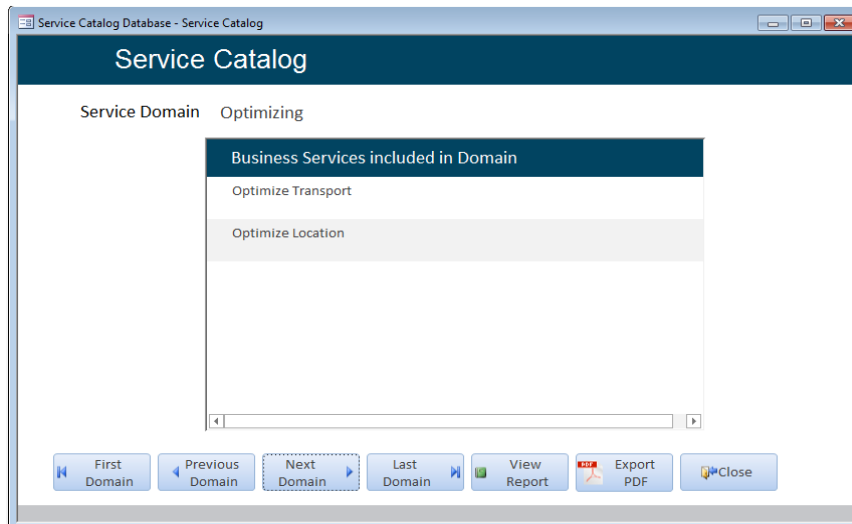 Service Catalog Database - Service Catalog
Service Catalog
Service Domain Optimizing
Business Services included in Domain
Optimize Transport
Optimize Location
First Domain
Previous Domain
Next Domain
Last Domain
View Report
PDF
Export PDF
Close